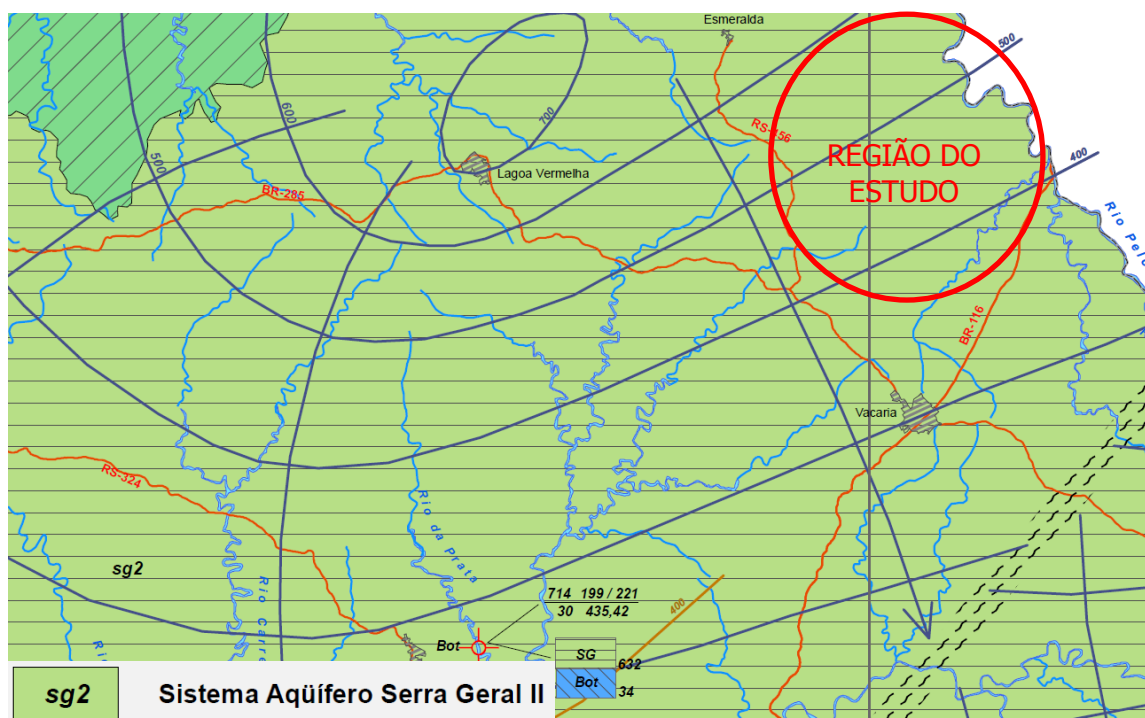 Esmeralda
500
600
700
RS-456
500
400
REGIÃO DO
ESTUDO
Lagoa Vermelha
BR-285
BR-116
Vacaria
RS-324
Rio da Prata
sg2
714 199 / 221
30 435,42
400
Bot
SG
632
Bot
34
sg2 Sistema Aqüífero Serra Geral II